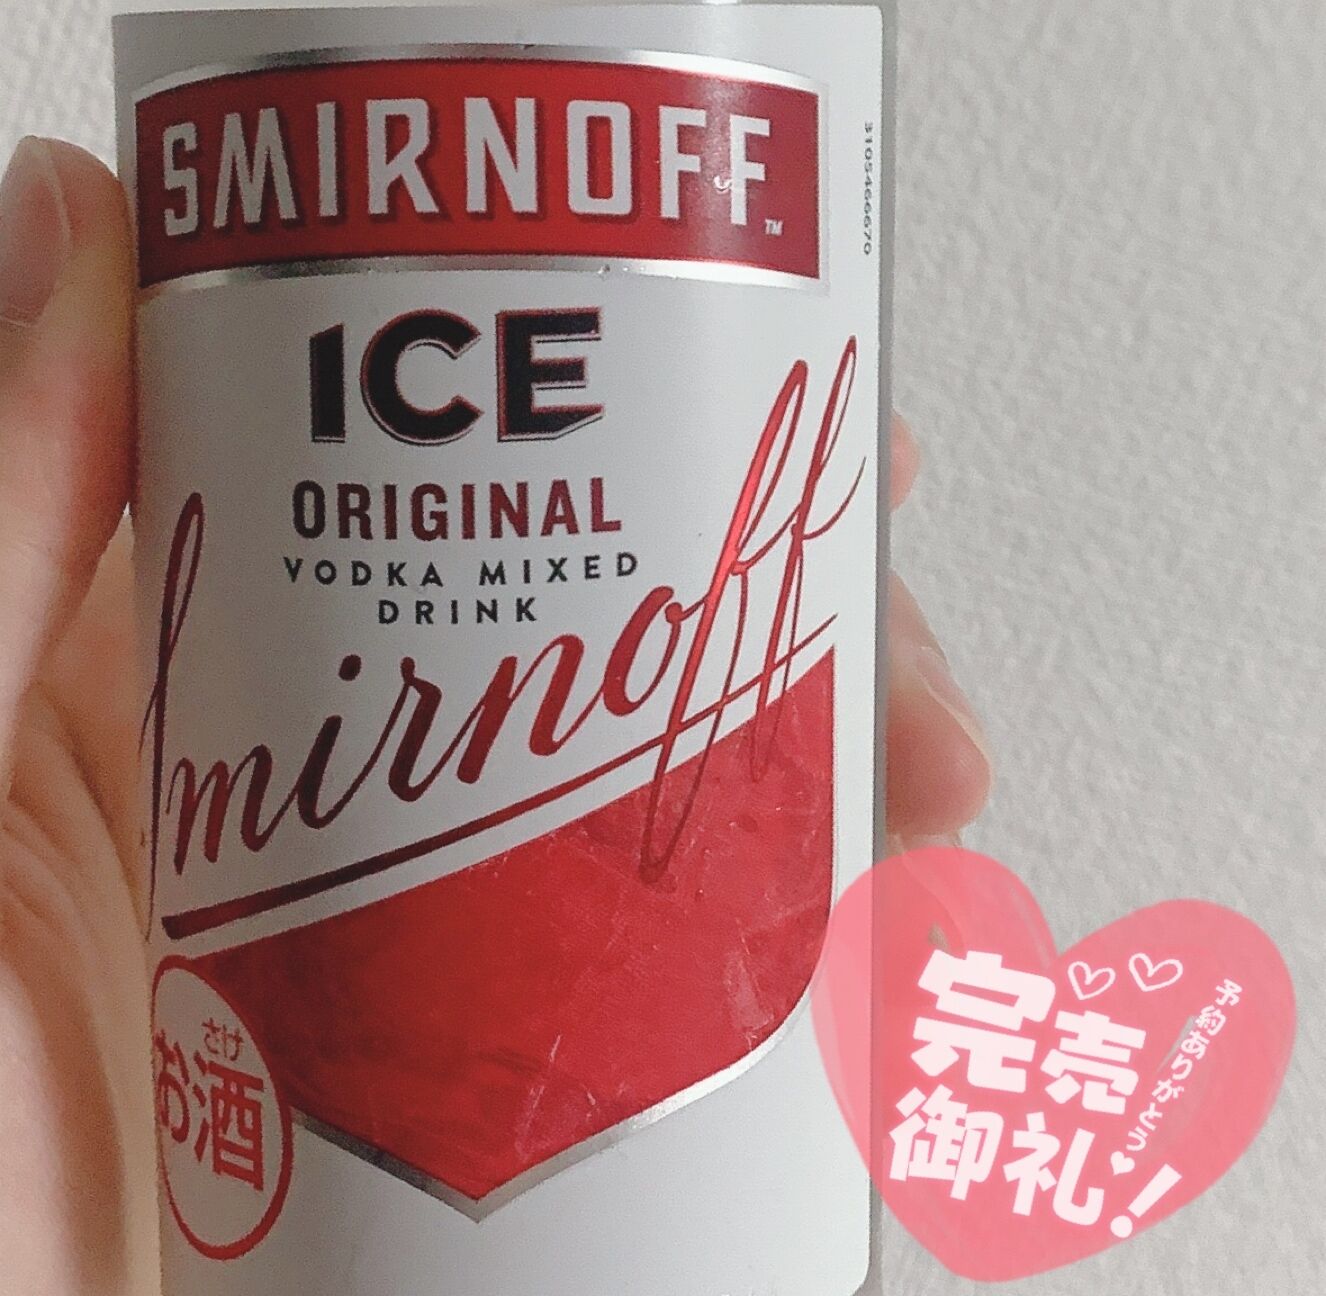 SMIRNOFF™
3105466670
ICE
ORIGINAL
VODKA MIXED
DRINK
Smirnoff
さけ
お酒
完売
御礼!
予約ありがとう♥